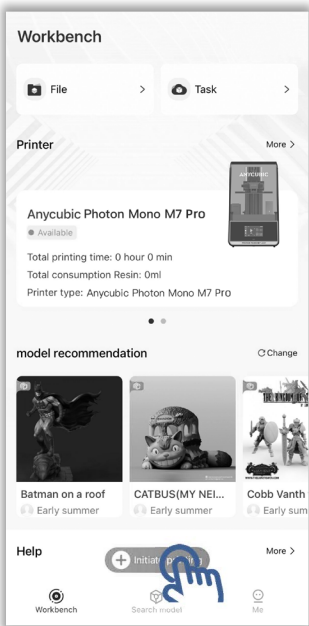 Workbench
File >
Task >
Printer
More >
ANYCUBIC
Anycubic Photon Mono M7 Pro
Available
Total printing time: 0 hour 0 min
Total consumption Resin: 0ml
Printer type: Anycubic Photon Mono M7 Pro
model recommendation
Change
Batman on a roof
CATBUS(MY NEI...
Cobb Vanth
Early summer
Early summer
Early sum
Help
Initiate
More >
Workbench
Search model
Me